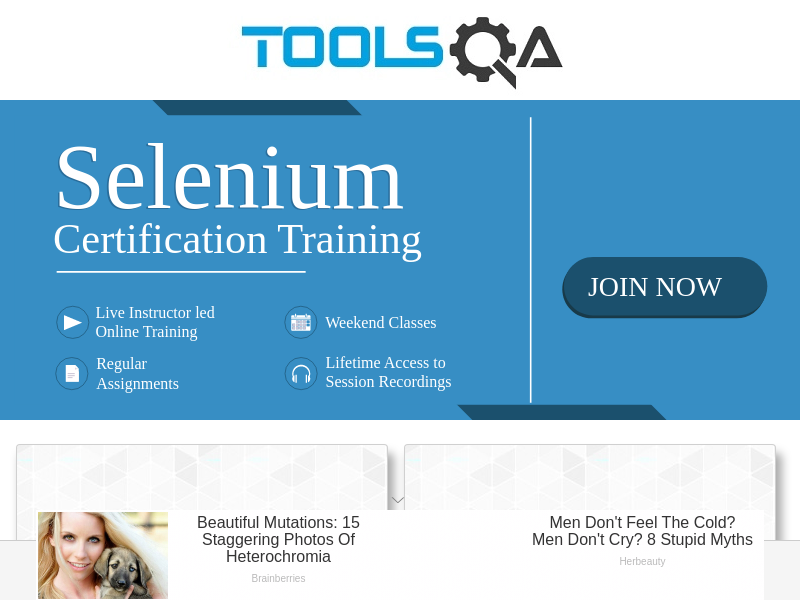 TOOLSQA
Selenium
Certification Training
JOIN NOW
Live Instructor led
Online Training
Weekend Classes
Regular
Assignments
Lifetime Access to
Session Recordings
Beautiful Mutations: 15
Staggering Photos Of
Heterochromia
Brainberries
Men Don't Feel The Cold?
Men Don't Cry? 8 Stupid Myths
Herbeauty